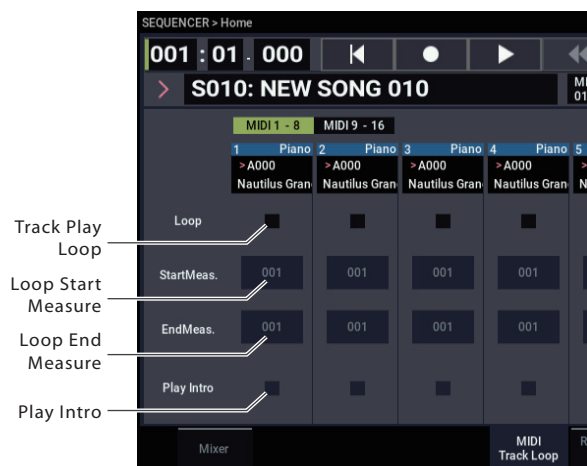 SEQUENCER > Home
001 : 01 . 000
> S010: NEW SONG 010
MI
01
MIDI 1 - 8 MIDI 9 - 16
1 Piano 2 Piano 3 Piano 4 Piano 5
>A000 >A000 >A000 >A000 >
Nautilus Gran Nautilus Gran Nautilus Gran Nautilus Gran N
Track Play
Loop
Loop
Loop Start
Measure
StartMeas. 001 001 001 001
Loop End
Measure
EndMeas. 001 001 001 001
Play Intro
Play Intro
Mixer
MIDI
Track Loop
R